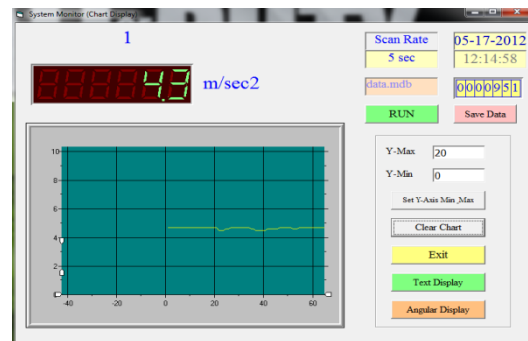 System Monitor (Chart Display)
1
Scan Rate
05-17-2012
5 sec
12:14:58
4.3
m/sec2
data.mdb
0000951
RUN
Save Data
10
8
6
4
2
0
-40
-20
0
20
40
60
Y-Max
20
Y-Min
0
Set Y-Axis Min ,Max
Clear Chart
Exit
Text Display
Angular Display